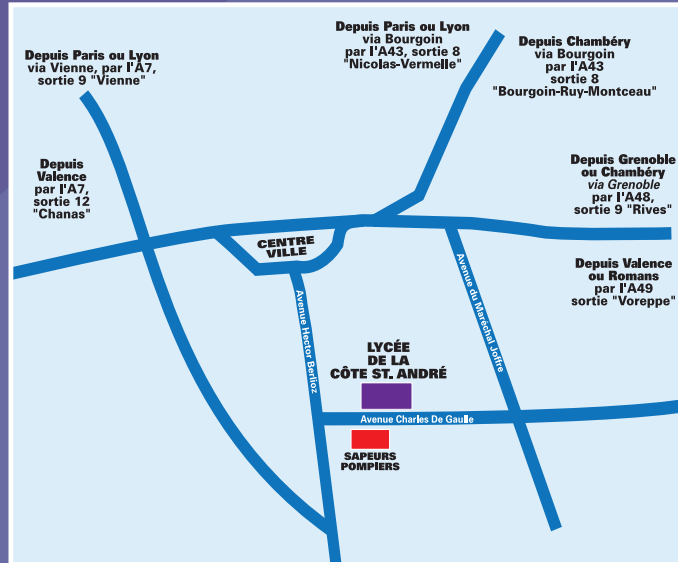 Depuis Paris ou Lyon
via Vienne, par l'A7,
sortie 9 "Vienne"
Depuis Paris ou Lyon
via Bourgoin
par l'A43, sortie 8
"Nicolas-Vermelle"
Depuis Chambéry
via Bourgoin
par l'A43
sortie 8
"Bourgoin-Ruy-Montceau"
Depuis
Valence
par l'A7,
sortie 12
"Chanas"
Depuis Grenoble
ou Chambéry
via Grenoble
par l'A48,
sortie 9 "Rives"
CENTRE
VILLE
Depuis Valence
ou Romans
par l'A49
sortie "Voreppe"
Avenue Hector Berlioz
Avenue du Maréchal Joffre
LYCÉE
DE LA
CÔTE ST. ANDRÉ
Avenue Charles De Gaulle
SAPEURS
POMPIERS